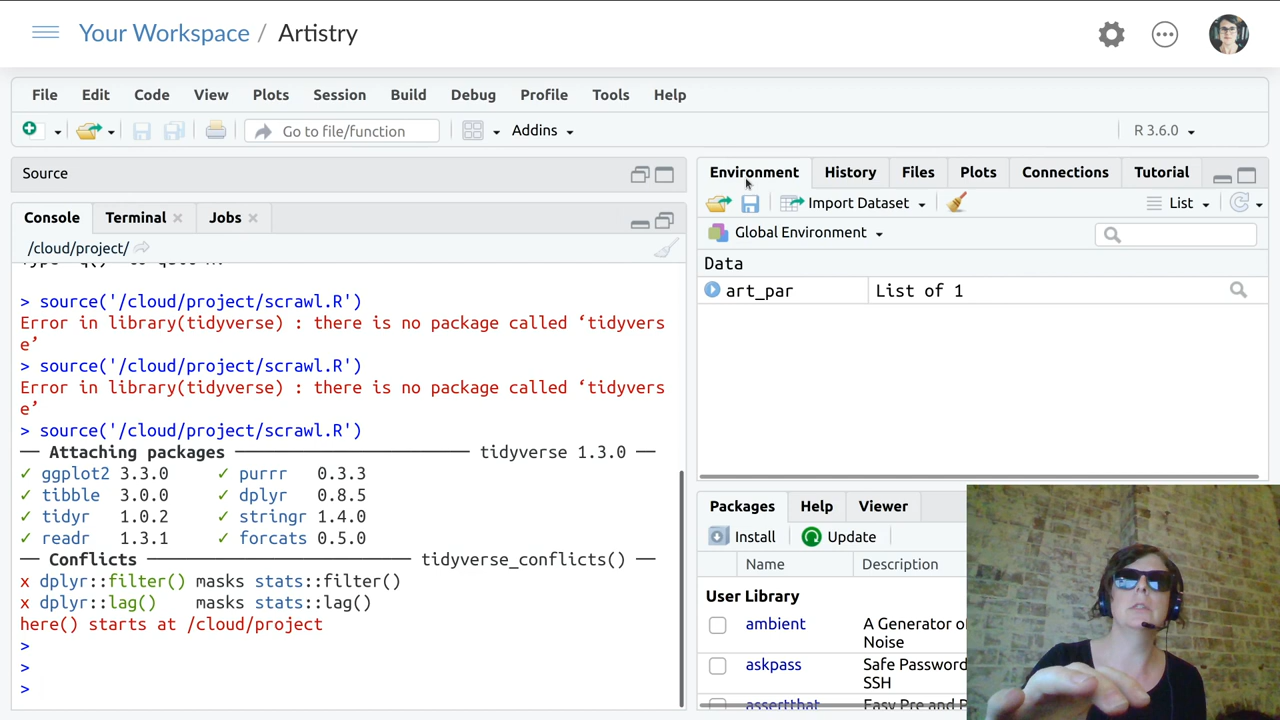 Your Workspace / Artistry
File Edit Code View Plots Session Build Debug Profile Tools Help
Go to file/function Addins R 3.6.0
Source
Console Terminal Jobs
/cloud/project/
> source('/cloud/project/scrawl.R')
Error in library(tidyverse) : there is no package called ‘tidyvers
e’
> source('/cloud/project/scrawl.R')
Error in library(tidyverse) : there is no package called ‘tidyvers
e’
> source('/cloud/project/scrawl.R')
── Attaching packages ─────────────────────── tidyverse 1.3.0 ──
✓ ggplot2 3.3.0 ✓ purrr 0.3.3
✓ tibble 3.0.0 ✓ dplyr 0.8.5
✓ tidyr 1.0.2 ✓ stringr 1.4.0
✓ readr 1.3.1 ✓ forcats 0.5.0
── Conflicts ───────────────────────── tidyverse_conflicts() ──
x dplyr::filter() masks stats::filter()
x dplyr::lag() masks stats::lag()
here() starts at /cloud/project
>
>
>
Environment History Files Plots Connections Tutorial
Import Dataset List
Global Environment
Data
art_par List of 1
Packages Help Viewer
Install Update
Name Description
User Library
ambient A Generator of
Noise
askpass Safe Password
SSH
assertthat Easy Pre and P